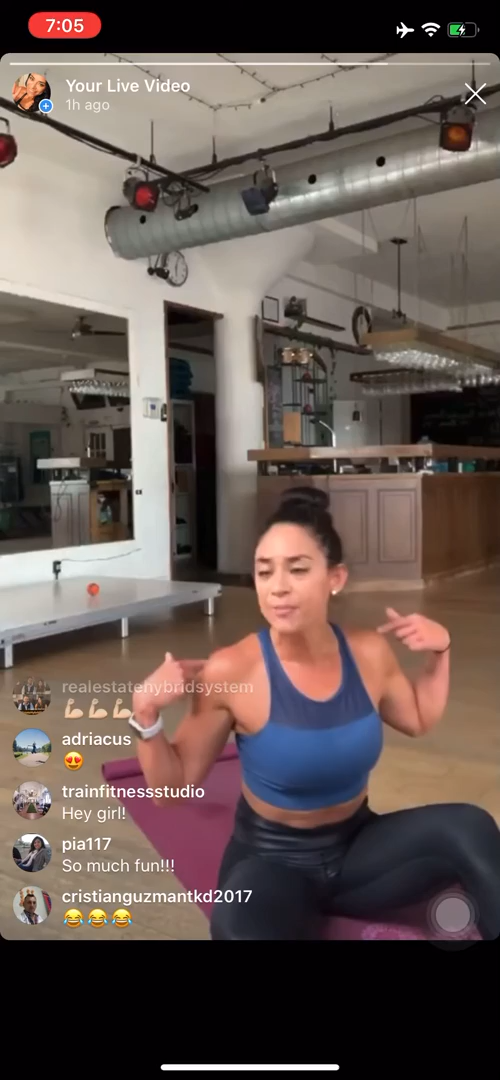 7:05
Your Live Video
1h ago
realestatehybridsystem
💪🏼💪🏼💪🏼
adriacus
😍
trainfitnessstudio
Hey girl!
pia117
So much fun!!!
cristianguzmantkd2017
😂😂😂